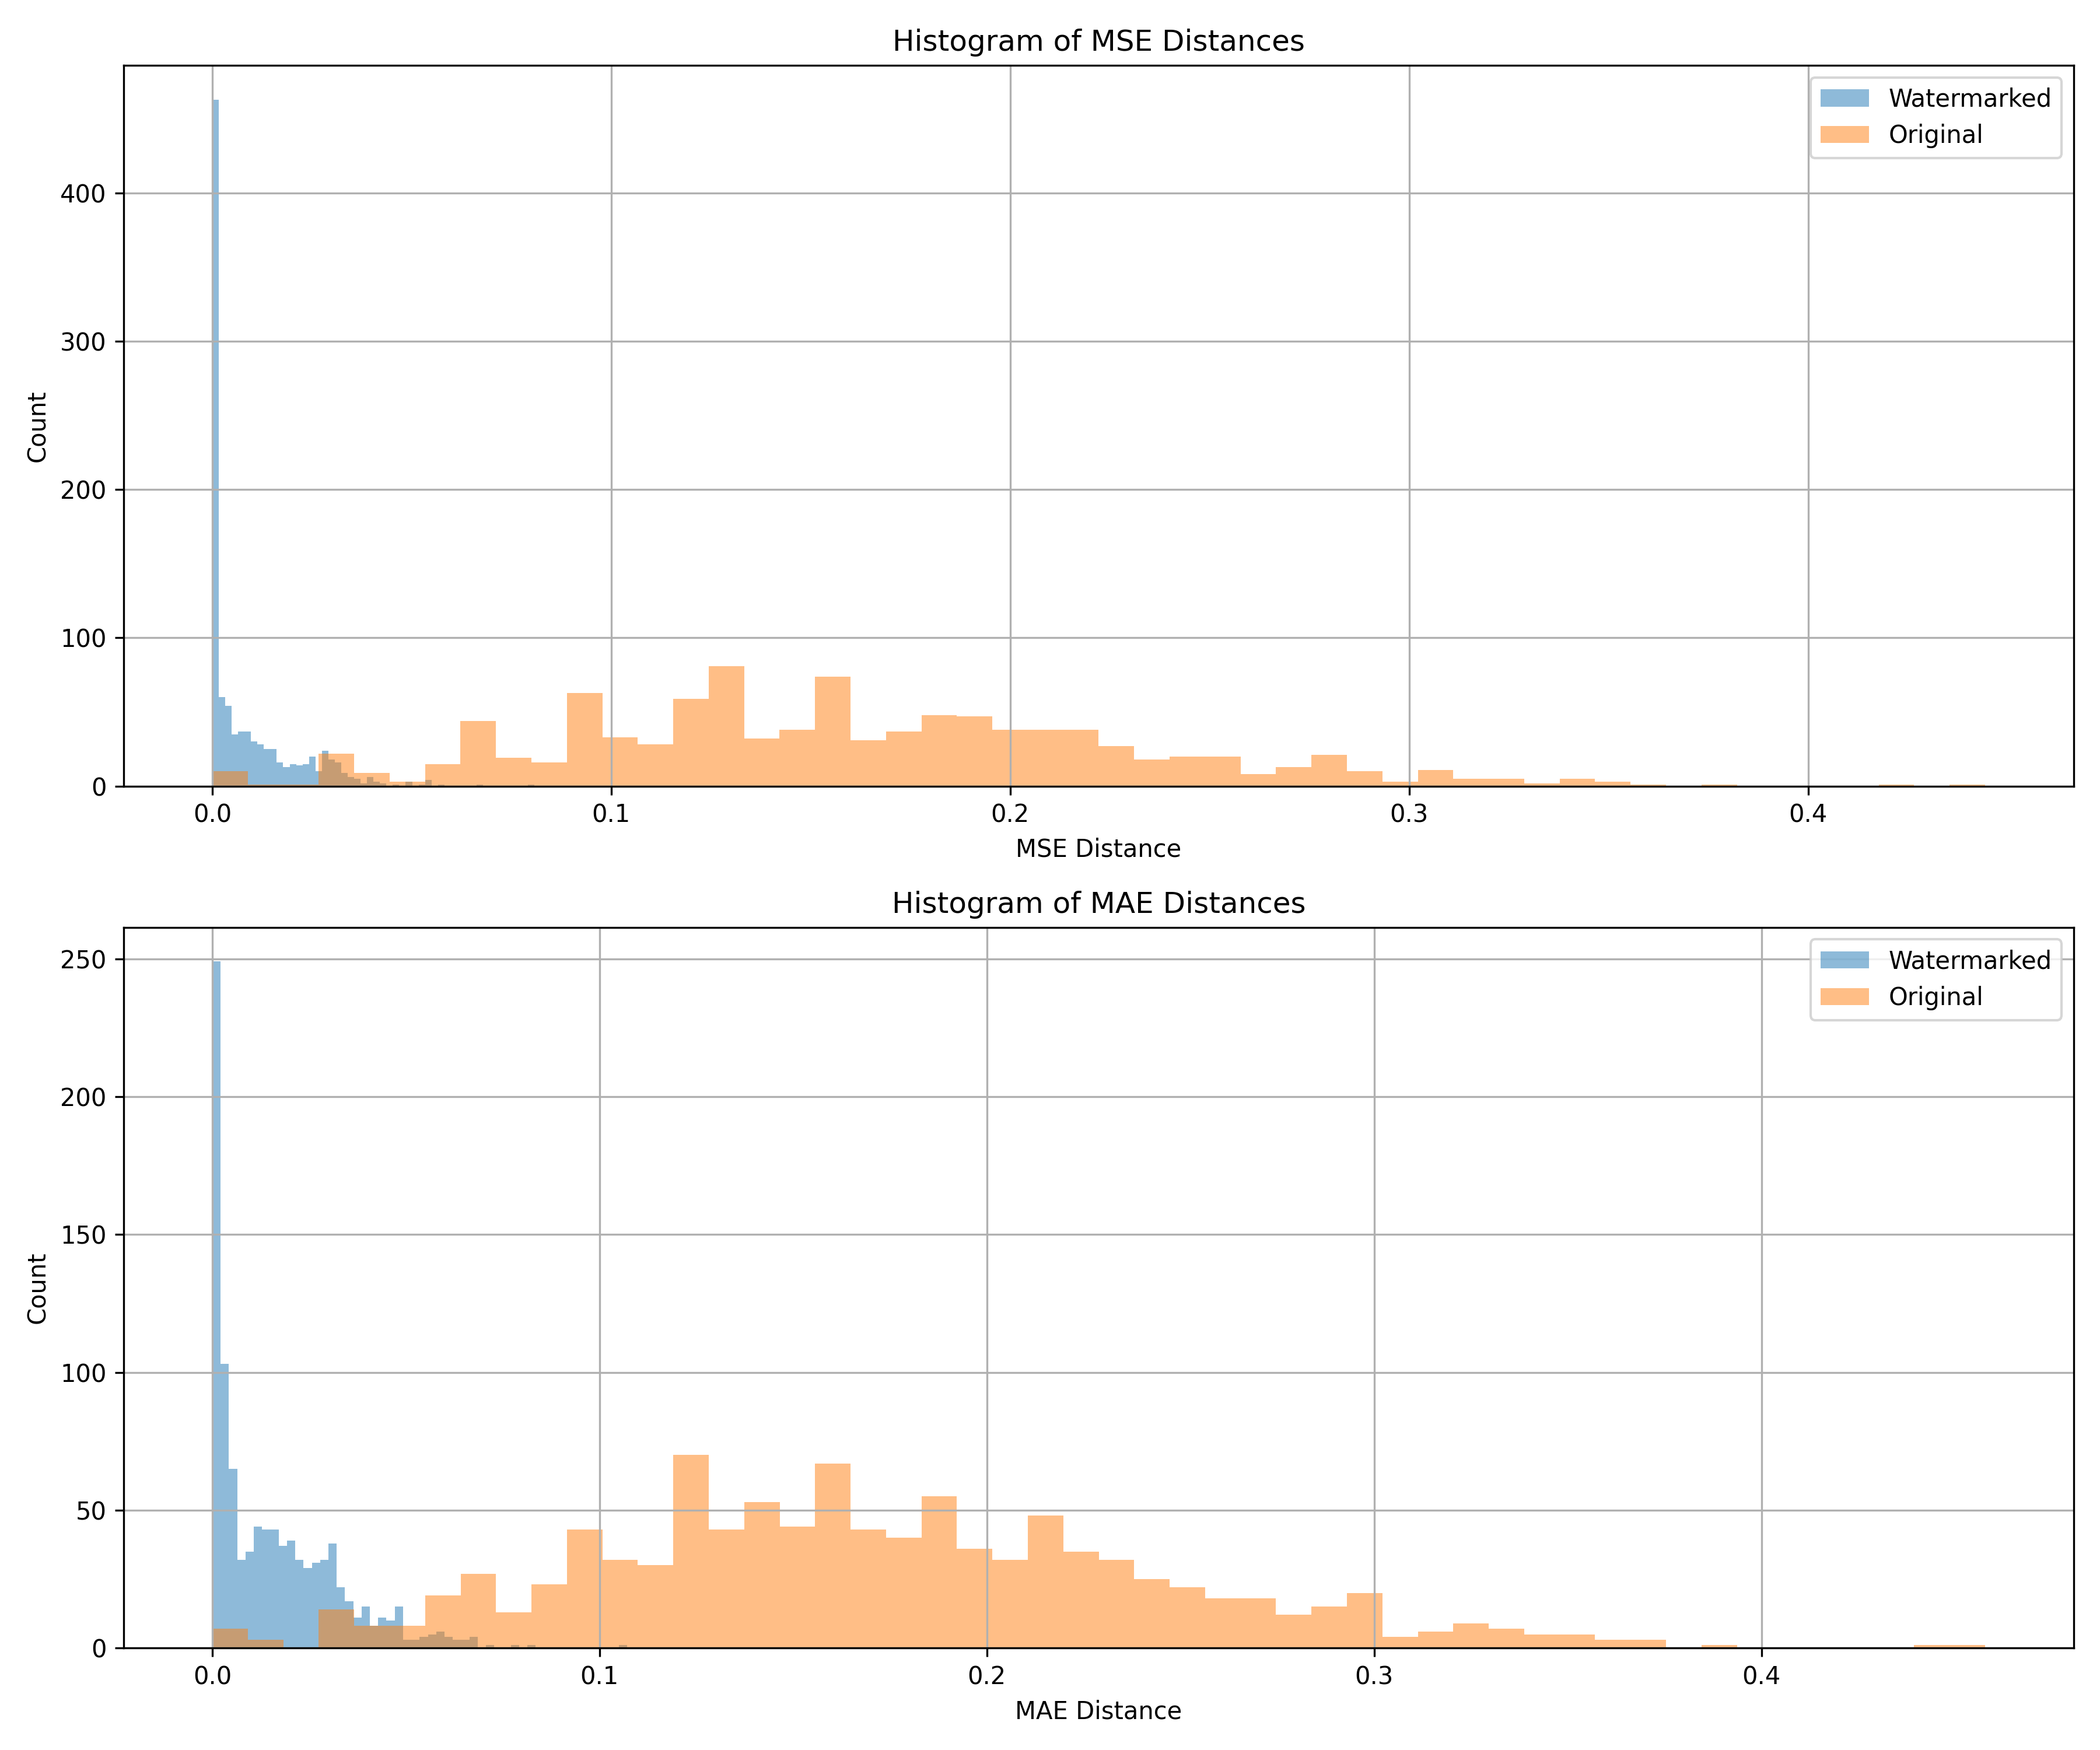 Histogram of MSE Distances
Watermarked
Original
400
300
200
100
0
Count
0.0 0.1 0.2 0.3 0.4
MSE Distance
Histogram of MAE Distances
Watermarked
Original
250
200
150
100
50
0
Count
0.0 0.1 0.2 0.3 0.4
MAE Distance